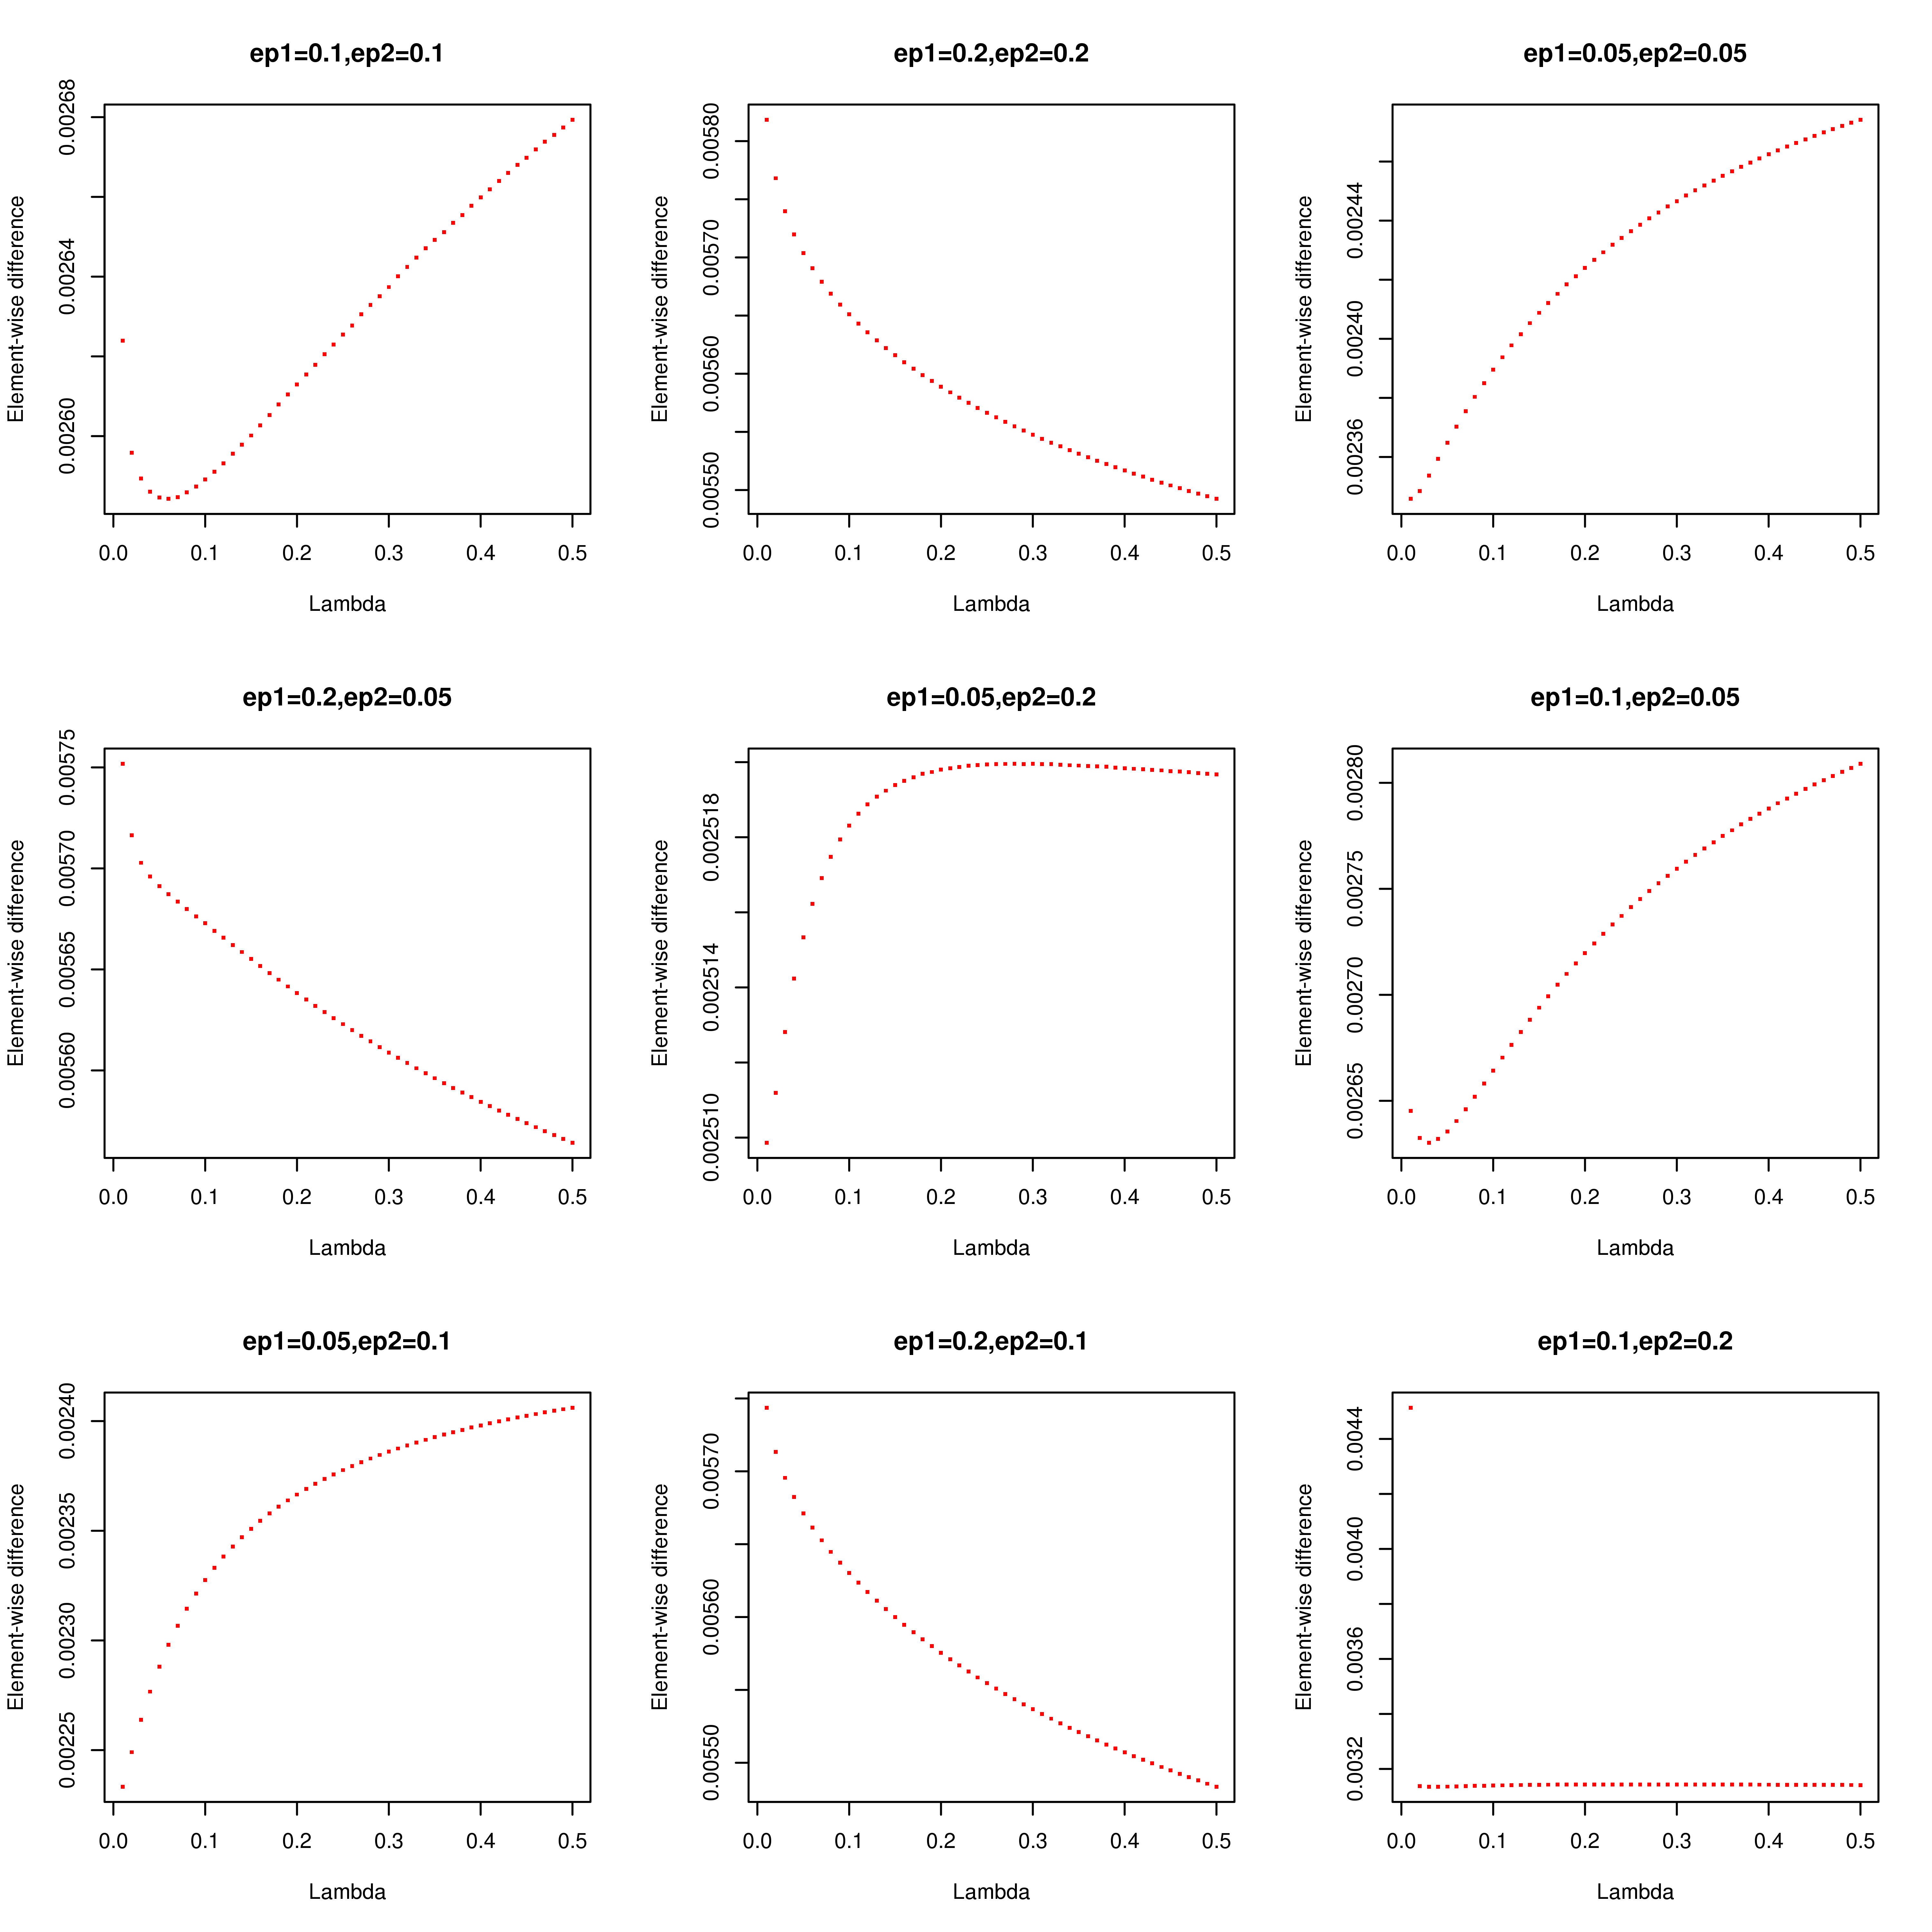 ep1=0.1,ep2=0.1
Element-wise difference
0.00260 0.00264 0.00268
0.0 0.1 0.2 0.3 0.4 0.5
Lambda
ep1=0.2,ep2=0.2
Element-wise difference
0.00550 0.00560 0.00570 0.00580
0.0 0.1 0.2 0.3 0.4 0.5
Lambda
ep1=0.05,ep2=0.05
Element-wise difference
0.00236 0.00240 0.00244
0.0 0.1 0.2 0.3 0.4 0.5
Lambda
ep1=0.2,ep2=0.05
Element-wise difference
0.00560 0.00565 0.00570 0.00575
0.0 0.1 0.2 0.3 0.4 0.5
Lambda
ep1=0.05,ep2=0.2
Element-wise difference
0.002510 0.002514 0.002518
0.0 0.1 0.2 0.3 0.4 0.5
Lambda
ep1=0.1,ep2=0.05
Element-wise difference
0.00265 0.00270 0.00275 0.00280
0.0 0.1 0.2 0.3 0.4 0.5
Lambda
ep1=0.05,ep2=0.1
Element-wise difference
0.00225 0.00230 0.00235 0.00240
0.0 0.1 0.2 0.3 0.4 0.5
Lambda
ep1=0.2,ep2=0.1
Element-wise difference
0.00550 0.00560 0.00570
0.0 0.1 0.2 0.3 0.4 0.5
Lambda
ep1=0.1,ep2=0.2
Element-wise difference
0.0032 0.0036 0.0040 0.0044
0.0 0.1 0.2 0.3 0.4 0.5
Lambda